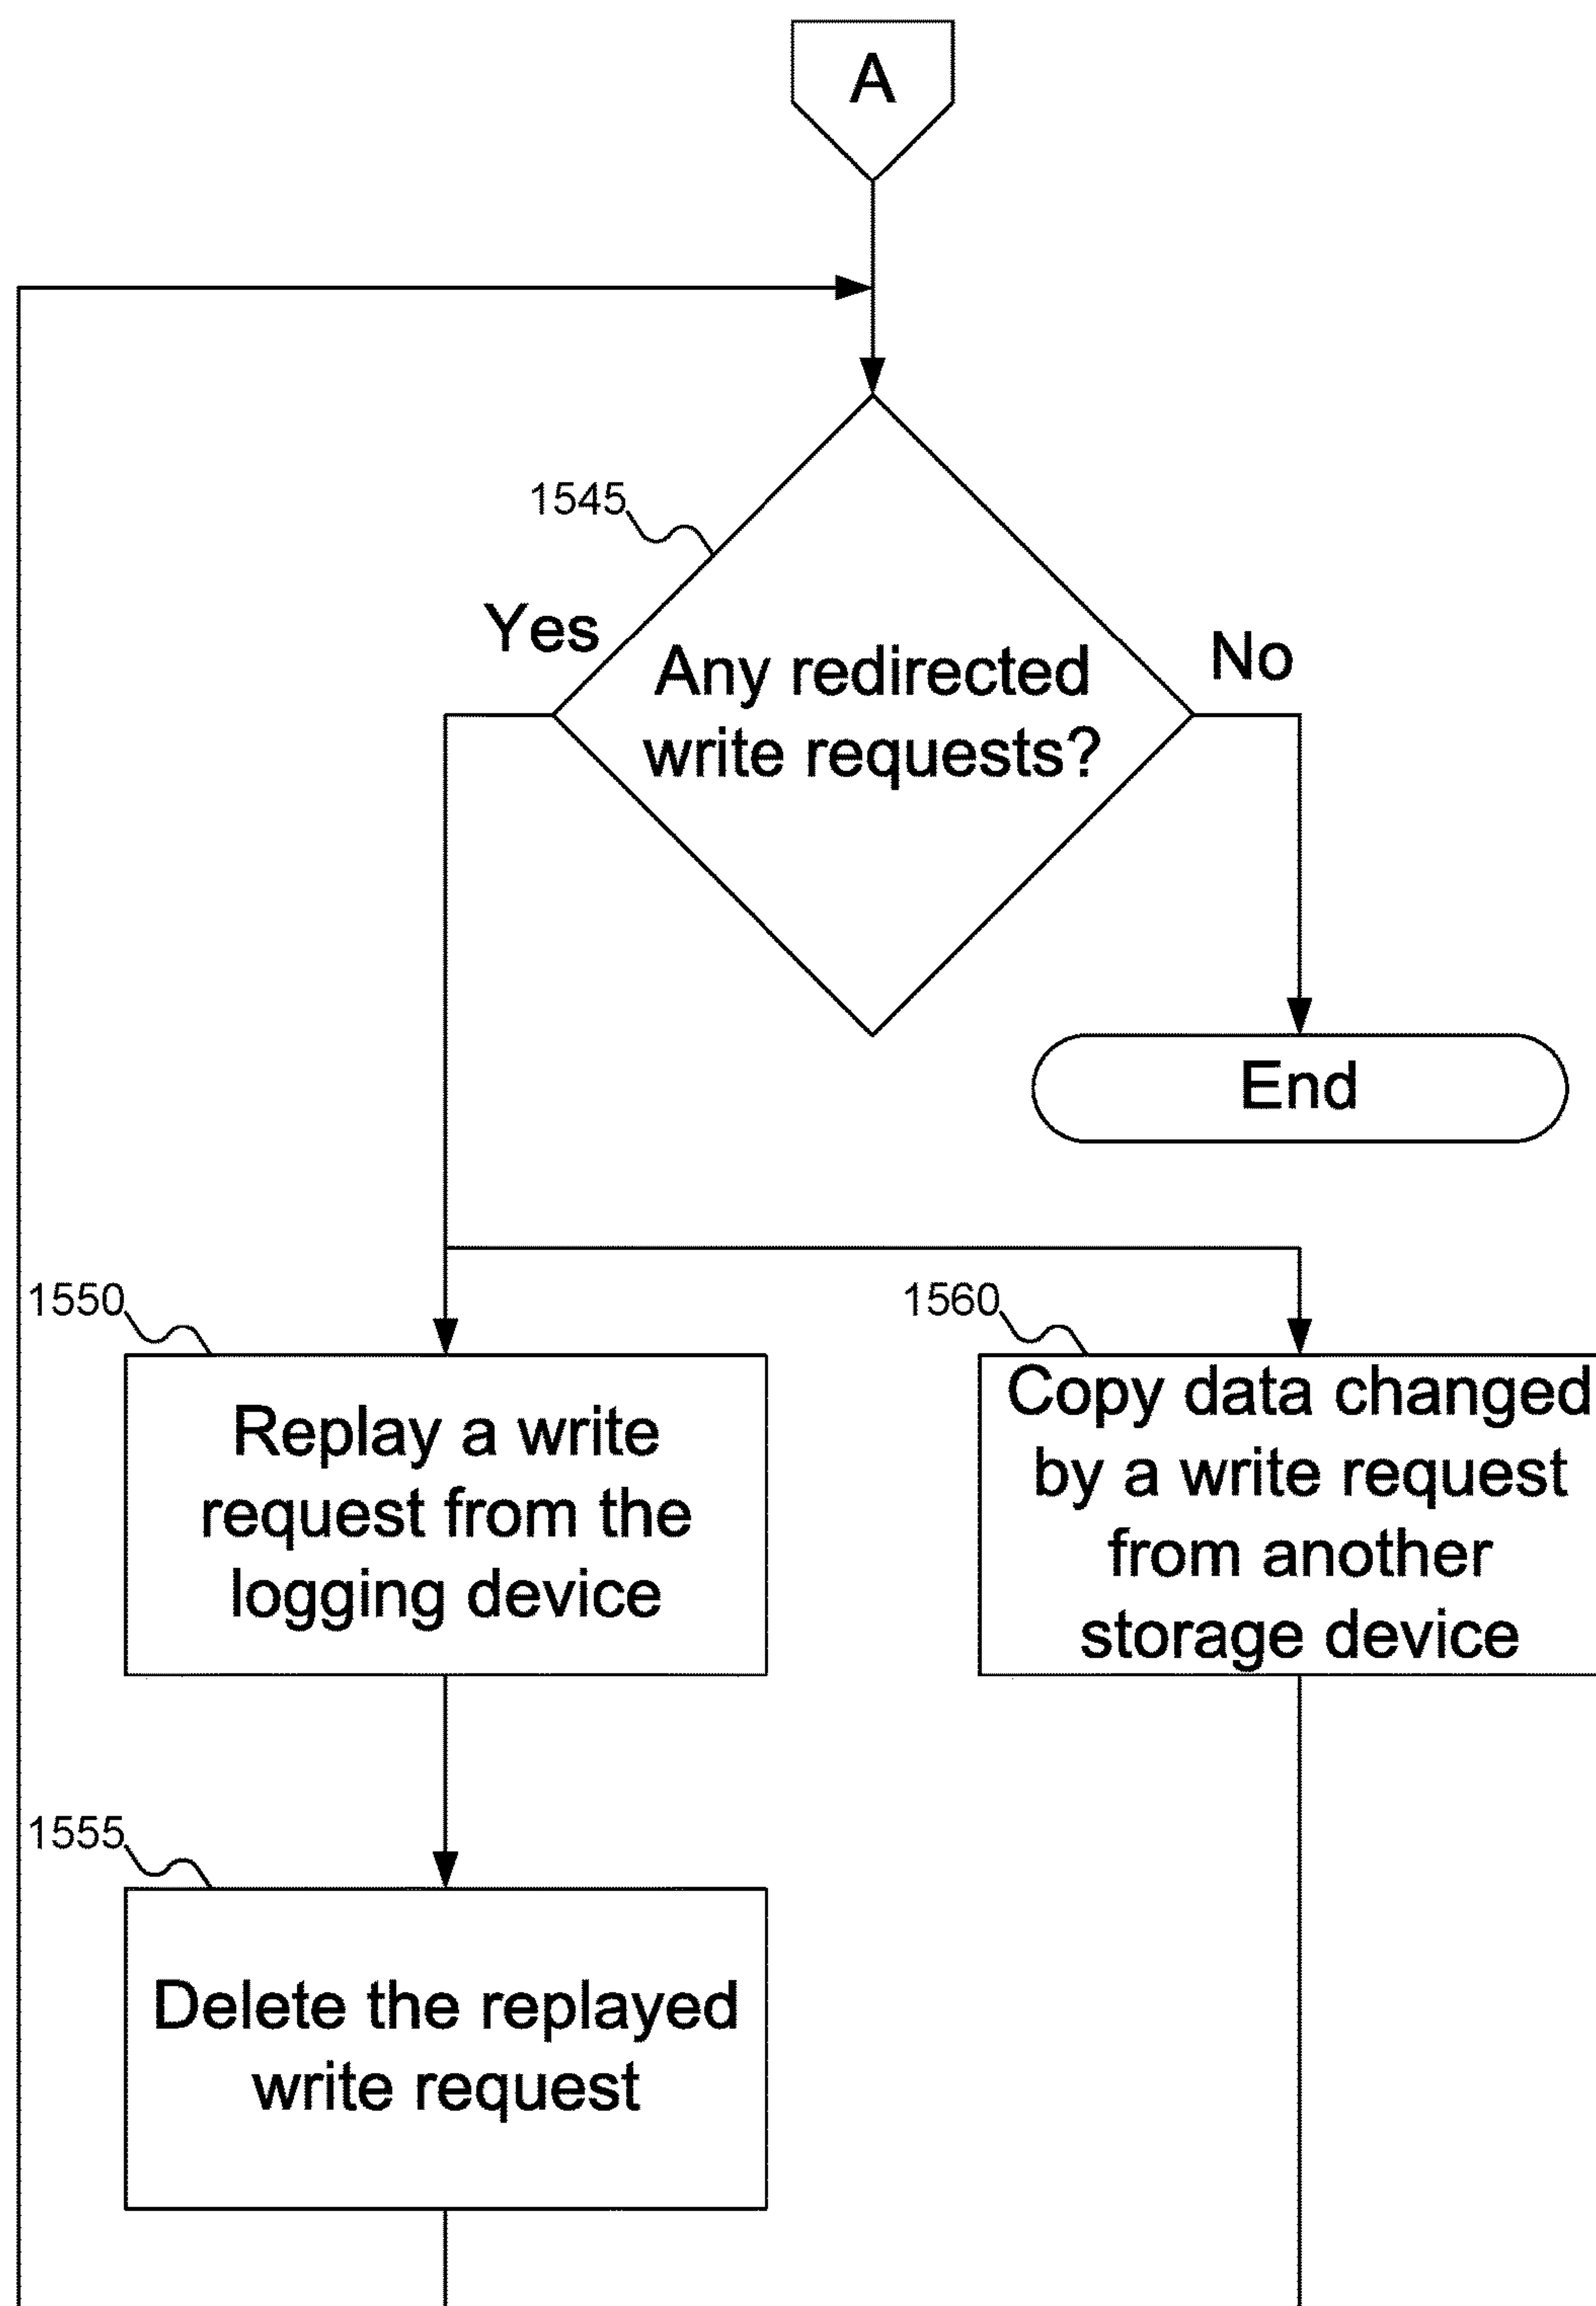 A
1545
Yes
No
Any redirected
write requests?
End
1550
1560
Replay a write
request from the
logging device
Copy data changed
by a write request
from another
storage device
1555
Delete the replayed
write request